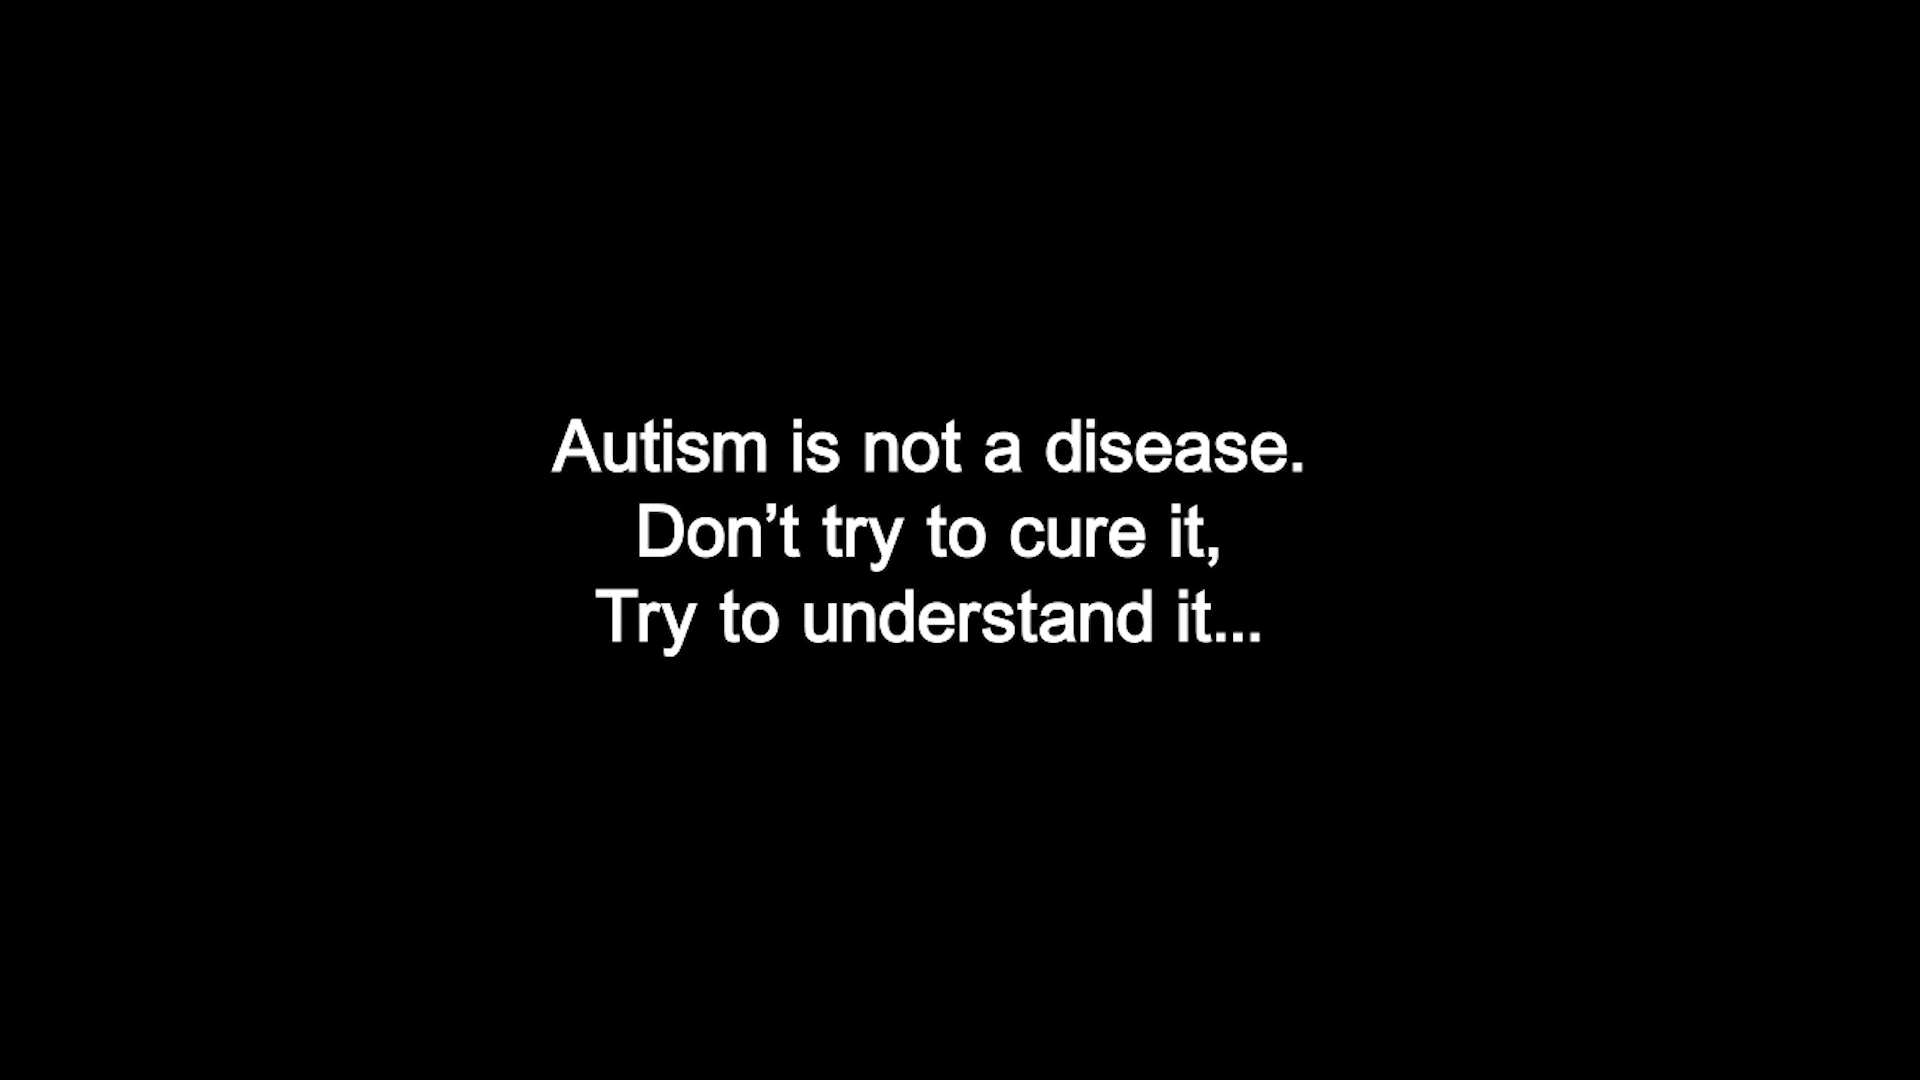 Autism is not a disease.
Don’t try to cure it,
Try to understand it...